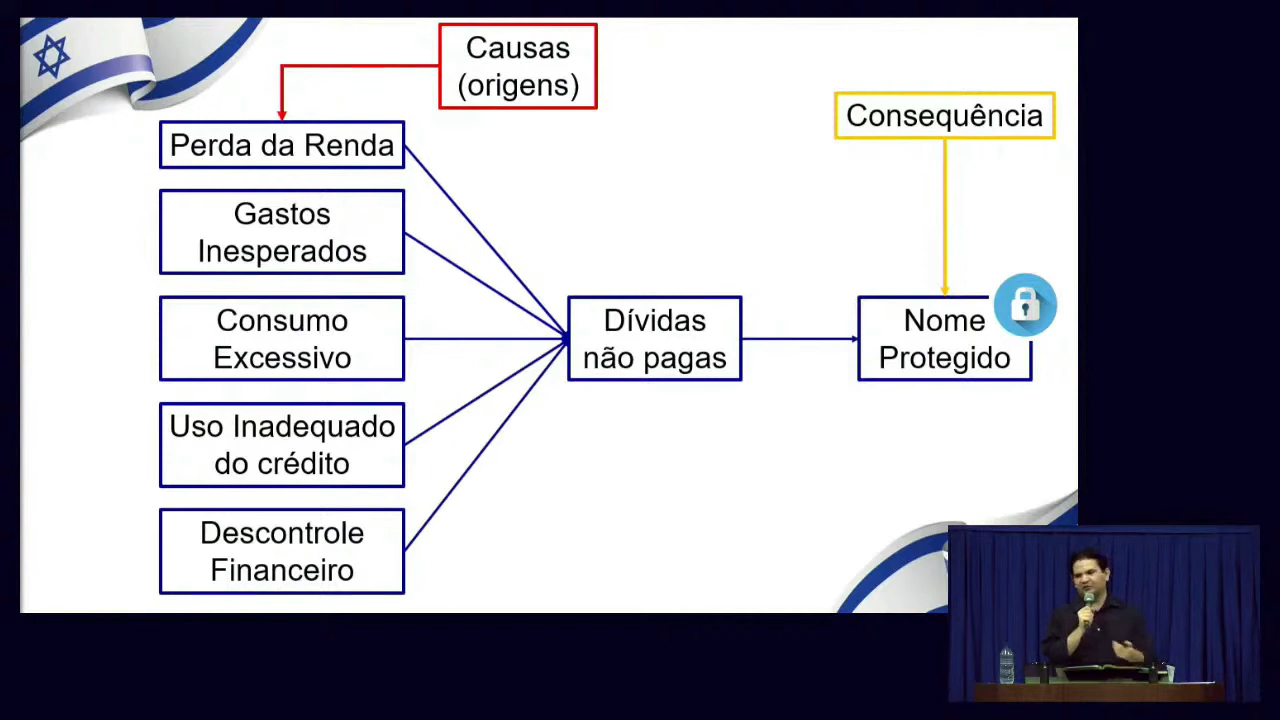 Causas
(origens)
Consequência
Perda da Renda
Gastos
Inesperados
Consumo
Excessivo
Uso Inadequado
do crédito
Descontrole
Financeiro
Dívidas
não pagas
Nome
Protegido